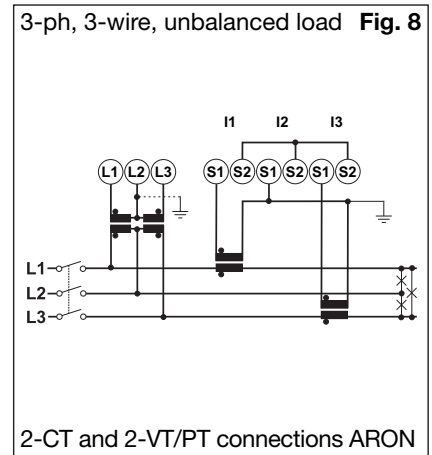 3-ph, 3-wire, unbalanced load Fig. 8
I1 I2 I3
L1 L2 L3 S1 S2 S1 S2 S1 S2
L1
L2
L3
2-CT and 2-VT/PT connections ARON